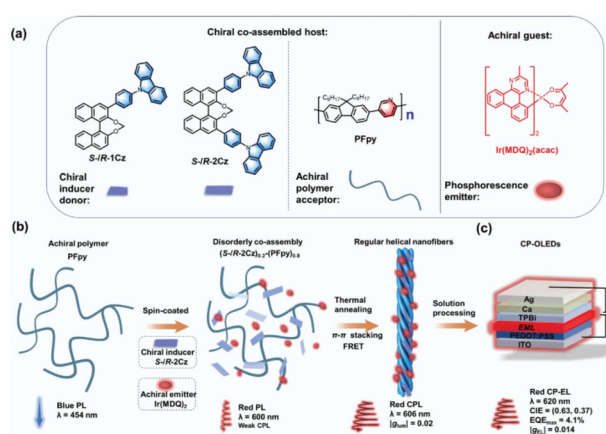 (a)
Chiral co-assembled host:
Achiral guest:
S-/R-1Cz
S-/R-2Cz
C8H17 C8H17
N
n
PFpy
2
Ir(MDQ)2(acac)
Chiral
inducer
donor:
Achiral
polymer
acceptor:
Phosphorescence
emitter:
(b)
(c)
Achiral polymer
PFpy
Disorderly co-assembly
(S-/R-2Cz)0.2-(PFpy)0.8
Regular helical nanofibers
CP-OLEDs
Spin-coated
Chiral inducer
S-/R-2Cz
Achiral emitter
Ir(MDQ)2
Thermal
annealing
π-π stacking
FRET
Solution
processing
Ag
Ca
TPBi
EML
PEDOT:PSS
ITO
Blue PL
λ = 454 nm
Red PL
λ = 600 nm
Weak CPL
Red CPL
λ = 606 nm
|glum| = 0.02
Red CP-EL
λ = 620 nm
CIE = (0.63, 0.37)
EQEmax = 4.1%
|gEL| = 0.014